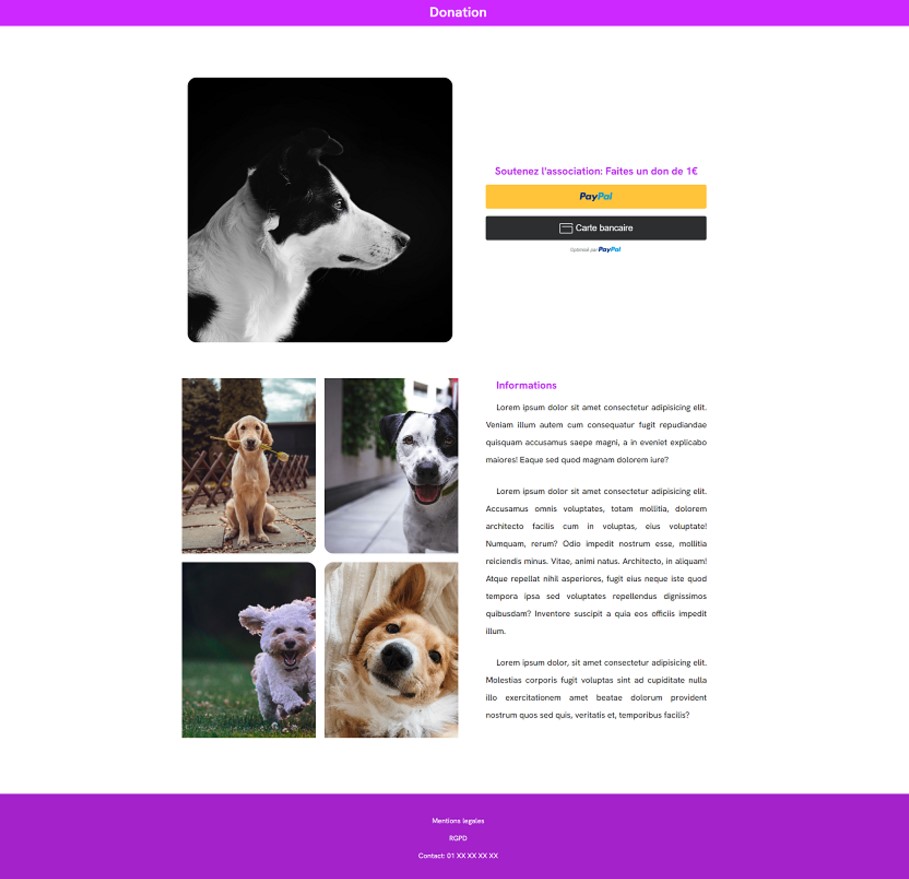 Donation
Soutenez l'association: Faites un don de 1€
PayPal
Carte bancaire
Optimisé par PayPal
Informations
Lorem ipsum dolor sit amet consectetur adipisicing elit.
Veniam illum autem cum consequatur fugit repudiandae
quisquam accusamus saepe magni, a in eveniet explicabo
maiores! Eaque sed quod magnam dolorem iure?
Lorem ipsum dolor sit amet consectetur adipisicing elit.
Accusamus omnis voluptates, totam mollitia, dolorem
architecto facilis cum in voluptas, eius voluptate!
Numquam, rerum? Odio impedit nostrum esse, mollitia
reiciendis minus. Vitae, animi natus. Architecto, in aliquam!
Atque repellat nihil asperiores, fugit eius neque iste quod
tempora ipsa sed voluptates repellendus dignissimos
quibusdam? Inventore suscipit a quia eos officiis impedit
illum.
Lorem ipsum dolor, sit amet consectetur adipisicing elit.
Molestias corporis fugit voluptas sint ad cupiditate nulla
illo exercitationem amet beatae dolorum provident
nostrum quos sed quis, veritatis et, temporibus facilis?
Mentions legales
RGPD
Contact: 01 XX XX XX XX